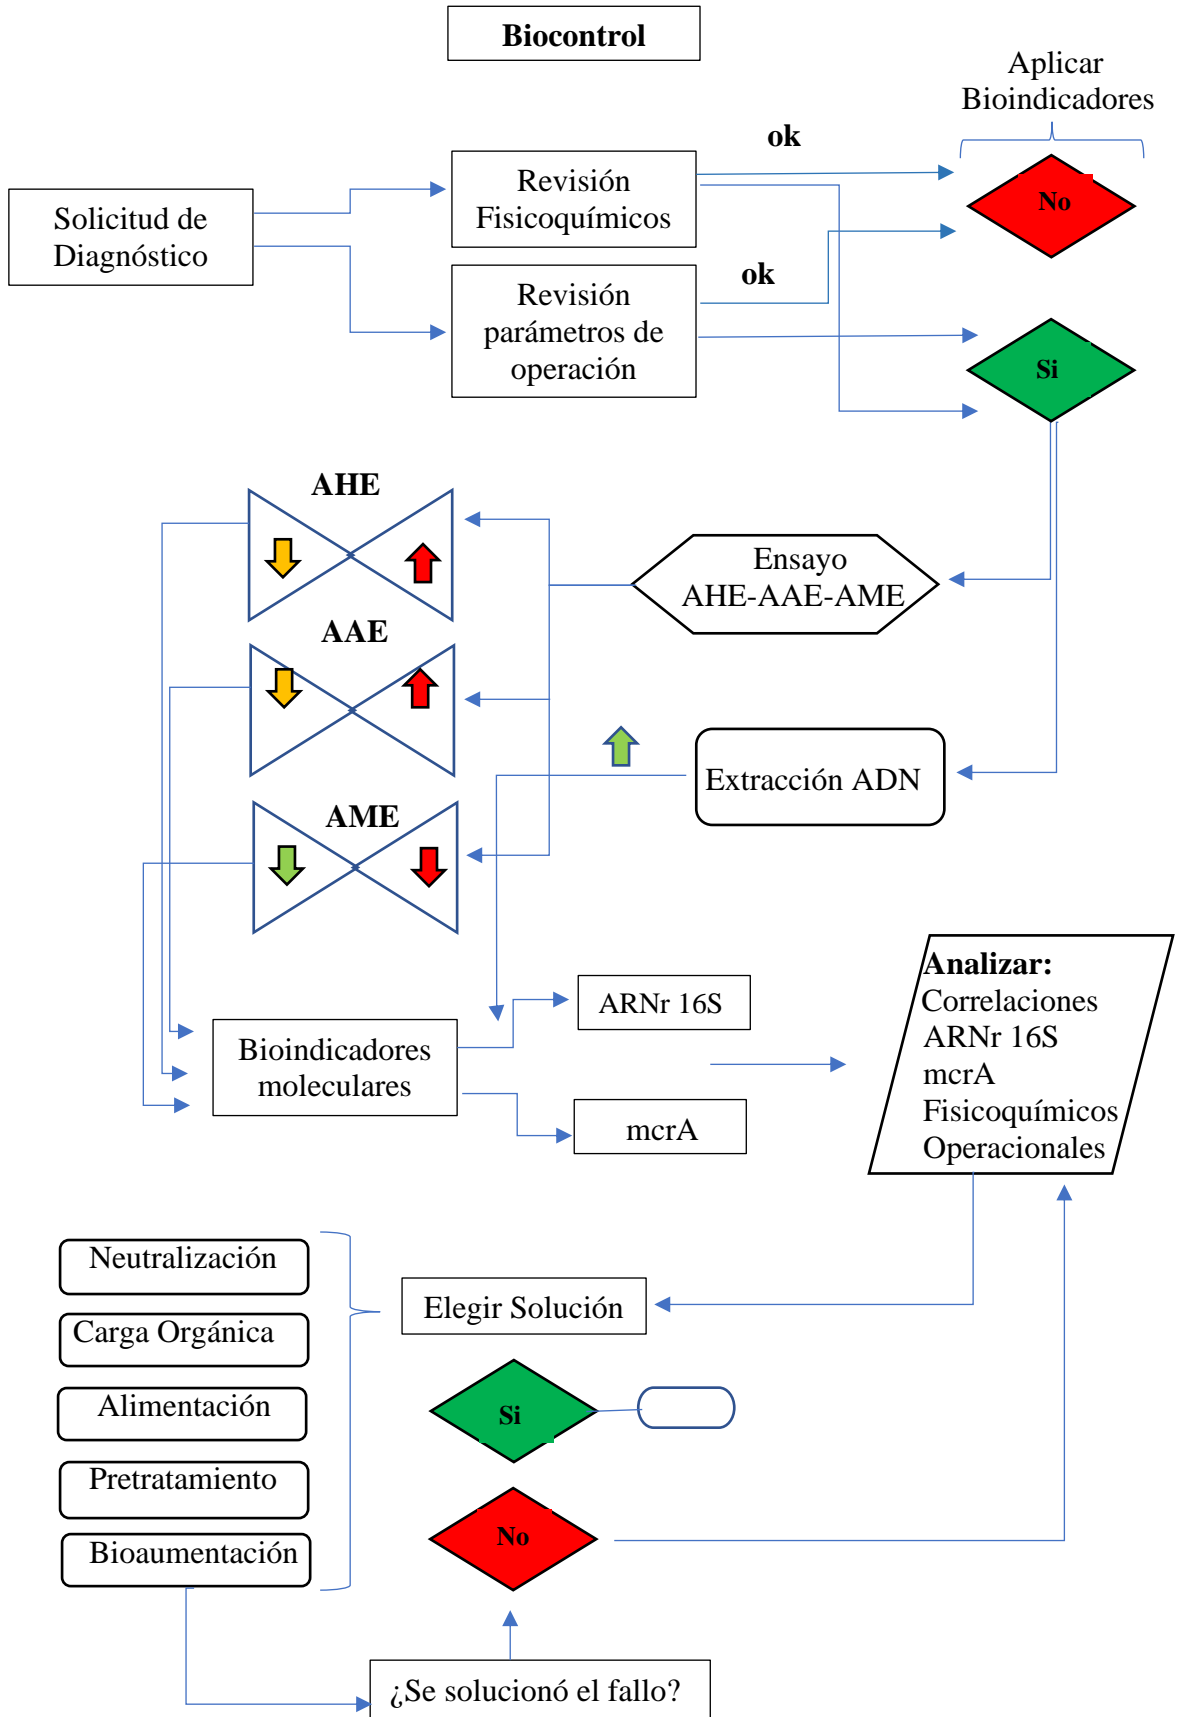 Biocontrol
Aplicar
Bioindicadores
ok
Revisión
Fisicoquímicos
No
Solicitud de
Diagnóstico
ok
Revisión
parámetros de
operación
Si
AHE
Ensayo
AHE-AAE-AME
AAE
Extracción ADN
AME
Analizar:
Correlaciones
ARNr 16S
mcrA
Fisicoquímicos
Operacionales
ARNr 16S
Bioindicadores
moleculares
mcrA
Neutralización
Elegir Solución
Carga Orgánica
Alimentación
Si
Pretratamiento
No
Bioaumentación
¿Se solucionó el fallo?